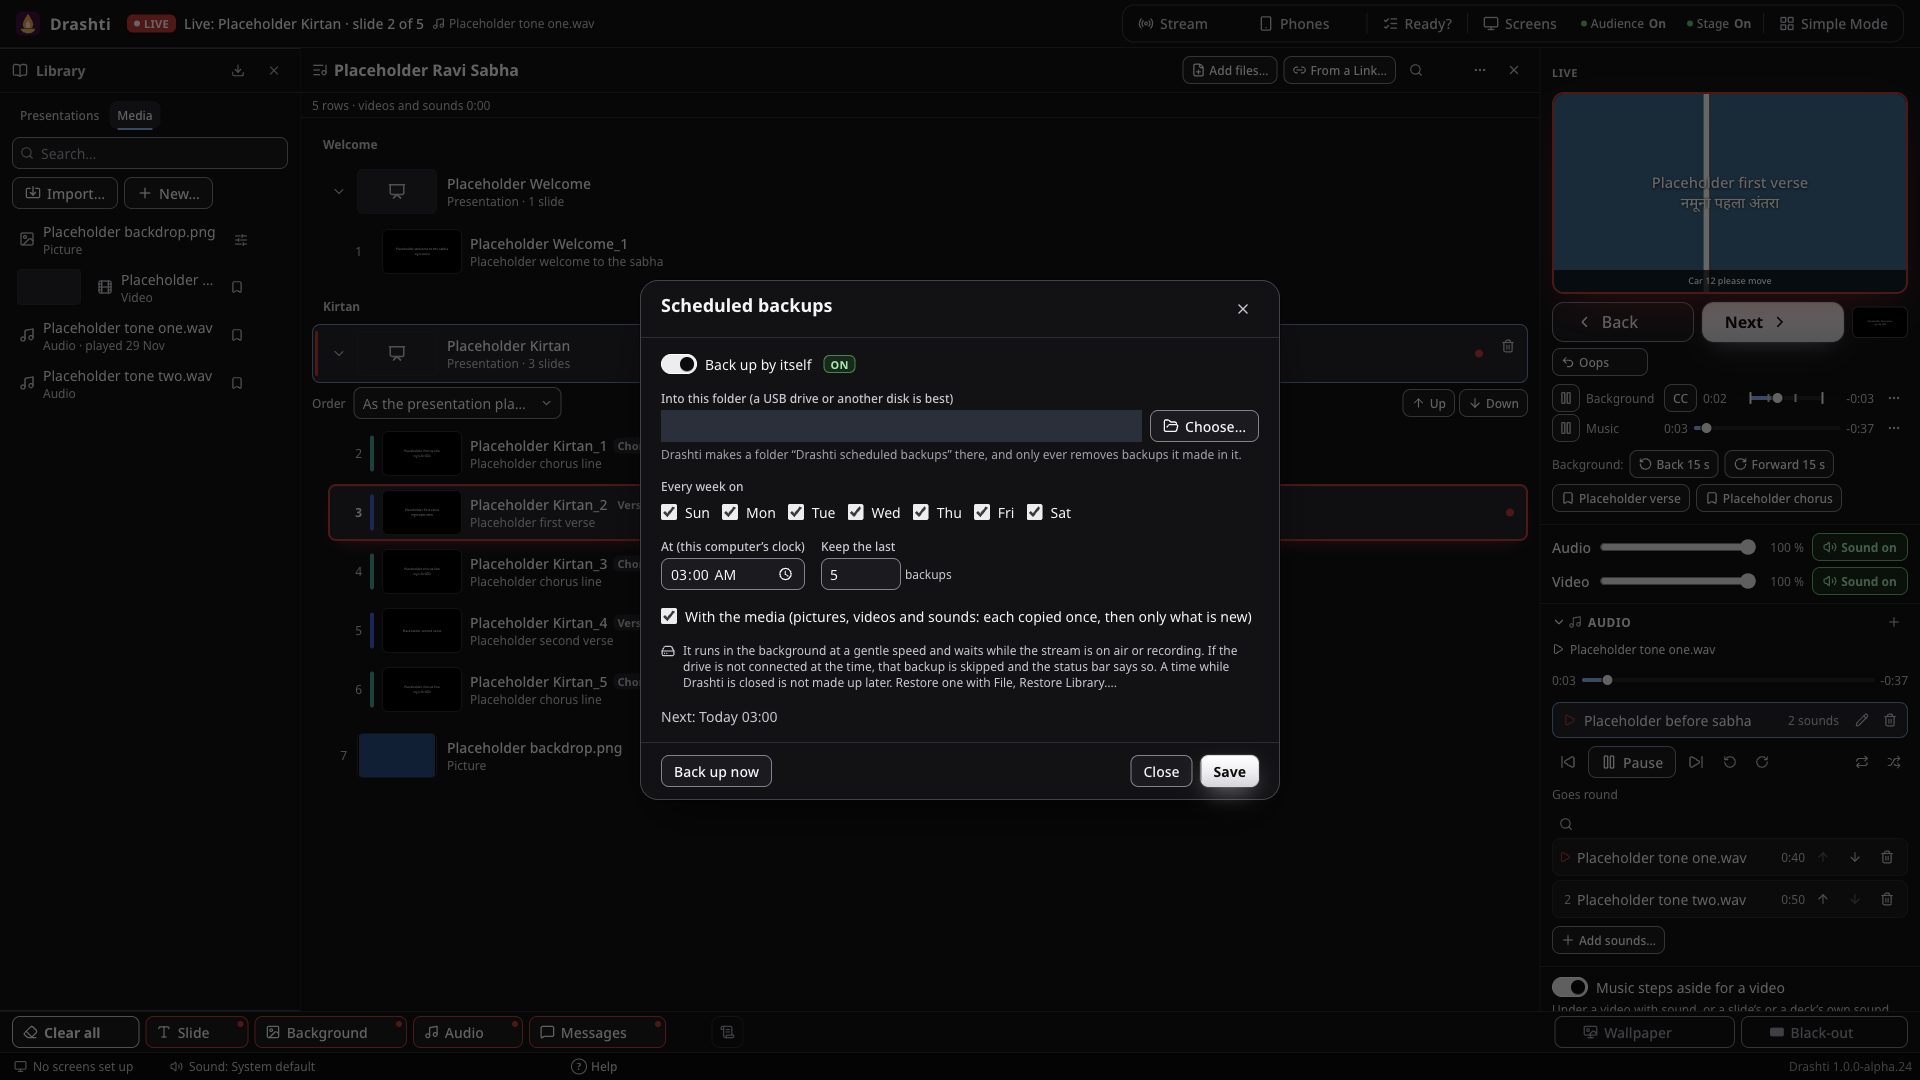 Drashti
LIVE
Live: Placeholder Kirtan · slide 2 of 5
Placeholder tone one.wav
Stream
Phones
Ready?
Screens
Audience On
Stage On
Simple Mode
Library
Presentations
Media
Search...
Import...
New...
Placeholder backdrop.png
Picture
Placeholder ...
Video
Placeholder tone one.wav
Audio · played 29 Nov
Placeholder tone two.wav
Audio
Placeholder Ravi Sabha
Add files...
From a Link...
5 rows · videos and sounds 0:00
Welcome
Placeholder Welcome
Presentation · 1 slide
1
Placeholder Welcome_1
Placeholder welcome to the sabha
Kirtan
Placeholder Kirtan
Presentation · 3 slides
Order
As the presentation pla...
Up
Down
2
Placeholder Kirtan_1
Placeholder chorus line
3
Placeholder Kirtan_2
Placeholder first verse
4
Placeholder Kirtan_3
Placeholder chorus line
5
Placeholder Kirtan_4
Placeholder second verse
6
Placeholder Kirtan_5
Placeholder chorus line
7
Placeholder backdrop.png
Picture
Scheduled backups
Back up by itself
ON
Into this folder (a USB drive or another disk is best)
Choose...
Drashti makes a folder “Drashti scheduled backups” there, and only ever removes backups it made in it.
Every week on
Sun
Mon
Tue
Wed
Thu
Fri
Sat
At (this computer’s clock)
Keep the last
03:00 AM
5
backups
With the media (pictures, videos and sounds: each copied once, then only what is new)
It runs in the background at a gentle speed and waits while the stream is on air or recording. If the
drive is not connected at the time, that backup is skipped and the status bar says so. A time while
Drashti is closed is not made up later. Restore one with File, Restore Library....
Next: Today 03:00
Back up now
Close
Save
LIVE
Placeholder first verse
नमूना पहला अंतरा
Car 12 please move
Back
Next
Oops
Background
CC
0:02
-0:03
Music
0:03
-0:37
Background:
Back 15 s
Forward 15 s
Placeholder verse
Placeholder chorus
Audio
100 %
Sound on
Video
100 %
Sound on
AUDIO
Placeholder tone one.wav
0:03
-0:37
Placeholder before sabha
2 sounds
Pause
Goes round
Placeholder tone one.wav
0:40
2
Placeholder tone two.wav
0:50
Add sounds...
Music steps aside for a video
Under a video with sound, or a slide’s or a deck’s own sound,
Clear all
Slide
Background
Audio
Messages
Wallpaper
Black-out
No screens set up
Sound: System default
Help
Drashti 1.0.0-alpha.24